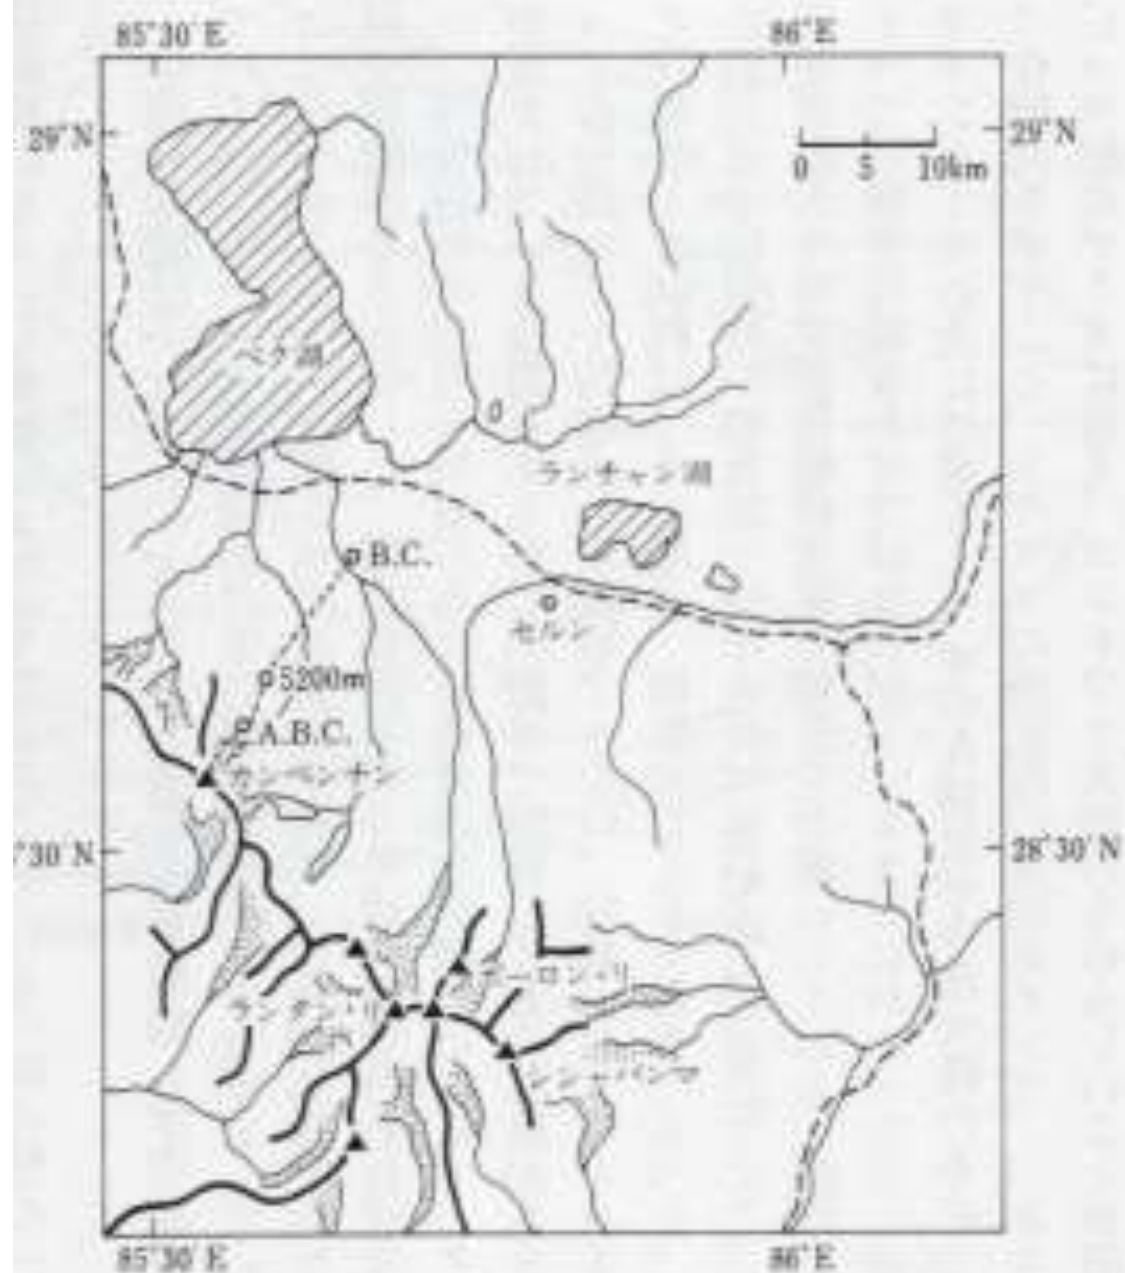 85°30′E
86°E
29°N
29°N
0 5 10km
ペク湖
ランチャン湖
B.C.
セルン
5200m
A.B.C.
カンペンチン
°30′N
28°30′N
ポーロン・リ
ランタン・リ
シシャパンマ
85°30′E
86°E